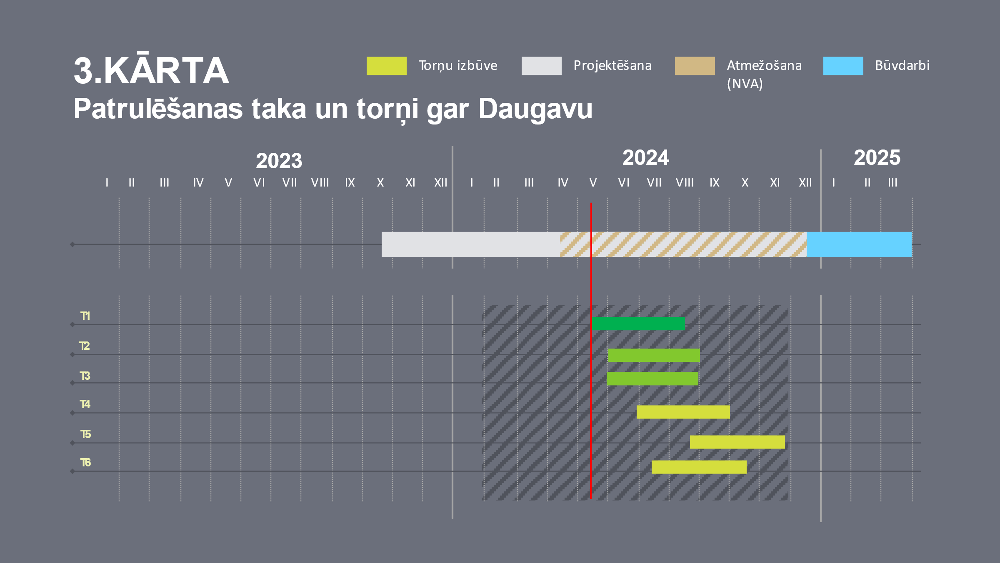 3.KĀRTA
Torņu izbūve
Projektēšana
Atmežošana
(NVA)
Būvdarbi
Patrulēšanas taka un torņi gar Daugavu
2023 2024 2025
I II III IV V VI VII VIII IX X XI XII I II III IV V VI VII VIII IX X XI XII I II III
T1
T2
T3
T4
T5
T6